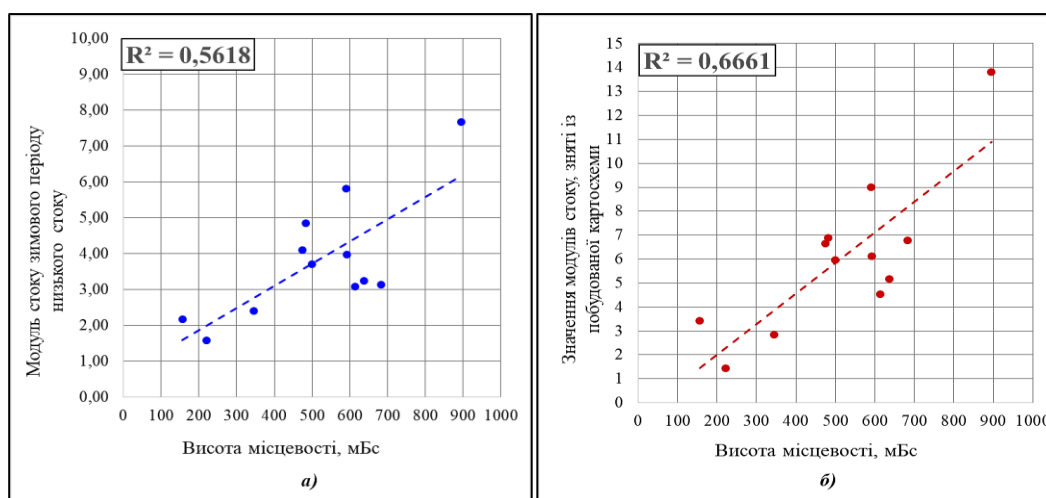 R² = 0,5618
10,00
9,00
8,00
7,00
6,00
5,00
4,00
3,00
2,00
1,00
0,00
0 100 200 300 400 500 600 700 800 900 1000
Модуль стоку зимового періоду
низького стоку
Висота місцевості, мБс
а)
R² = 0,6661
15
14
13
12
11
10
9
8
7
6
5
4
3
2
1
0
0 100 200 300 400 500 600 700 800 900 1000
Значення модулів стоку, зняті із
побудованої картосхеми
Висота місцевості, мБс
б)